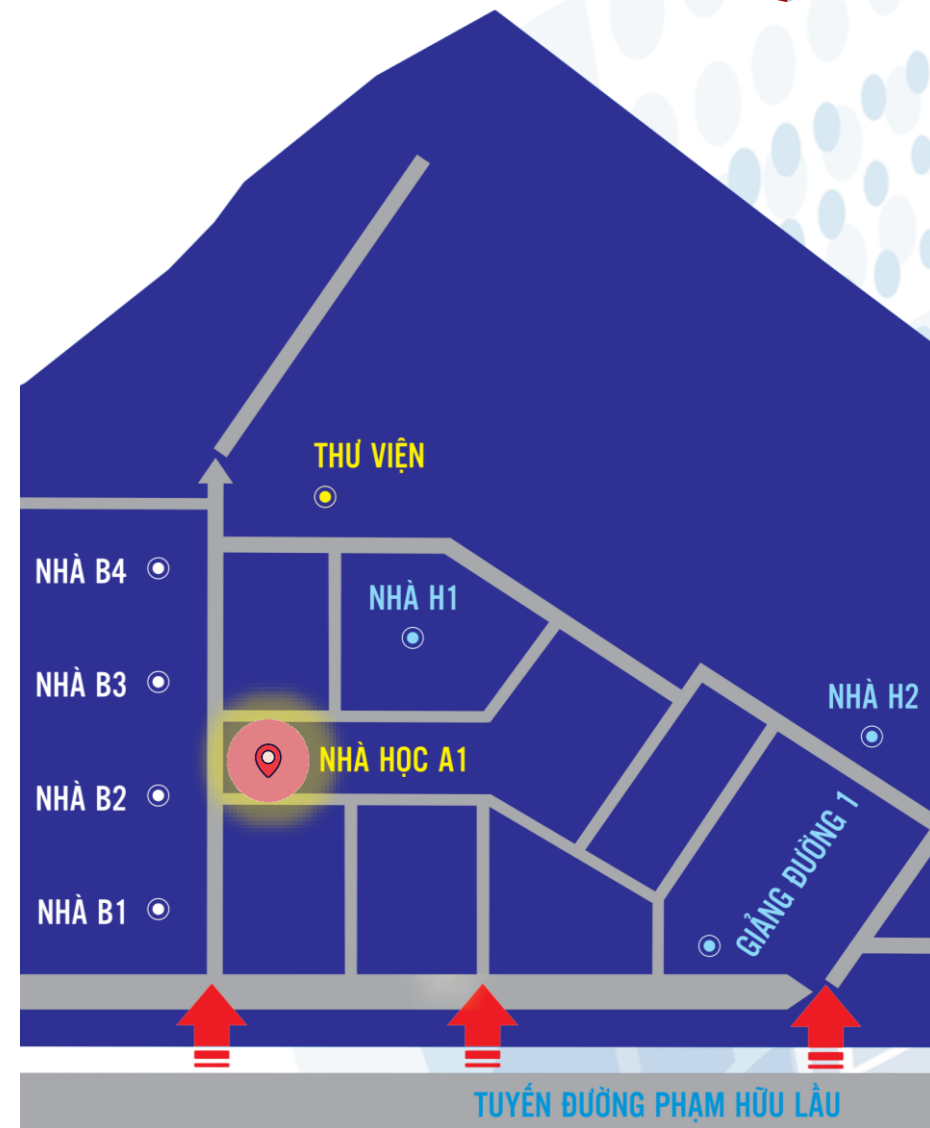 THƯ VIỆN
NHÀ B4
NHÀ H1
NHÀ B3
NHÀ H2
NHÀ HỌC A1
NHÀ B2
GIẢNG ĐƯỜNG 1
NHÀ B1
TUYẾN ĐƯỜNG PHẠM HỮU LẦU